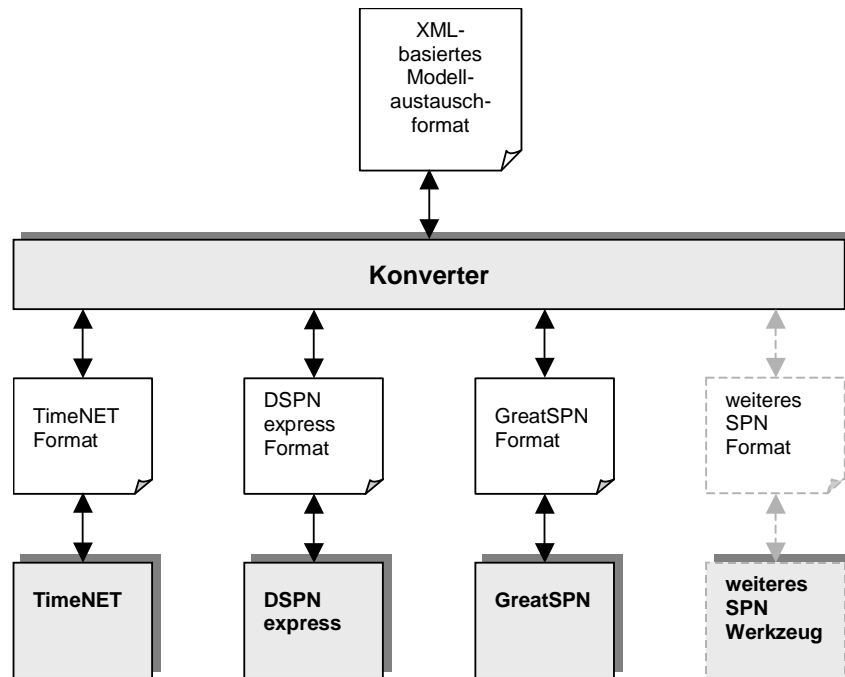 XML-
basiertes
Modell-
austausch-
format
Konverter
TimeNET
Format
DSPN
express
Format
GreatSPN
Format
weiteres
SPN
Format
TimeNET
DSPN
express
GreatSPN
weiteres
SPN
Werkzeug